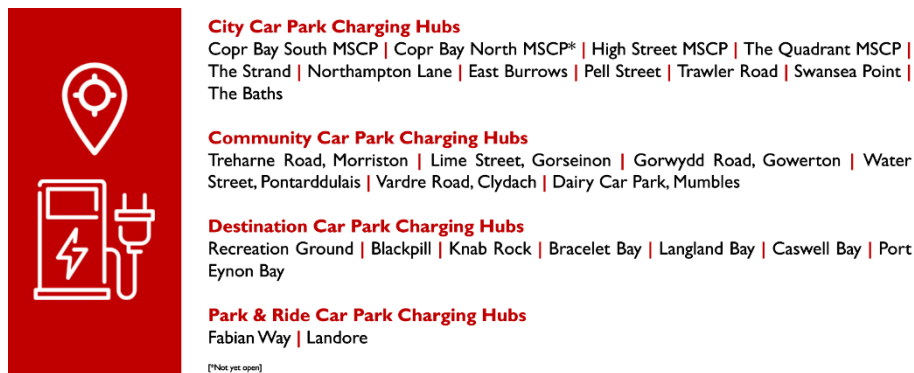 City Car Park Charging Hubs
Copr Bay South MSCP | Copr Bay North MSCP* | High Street MSCP | The Quadrant MSCP |
The Strand | Northampton Lane | East Burrows | Pell Street | Trawler Road | Swansea Point |
The Baths
Community Car Park Charging Hubs
Treharne Road, Morriston | Lime Street, Gorseinon | Gorwydd Road, Gowerton | Water
Street, Pontarddulais | Vardre Road, Clydach | Dairy Car Park, Mumbles
Destination Car Park Charging Hubs
Recreation Ground | Blackpill | Knab Rock | Bracelet Bay | Langland Bay | Caswell Bay | Port
Eynon Bay
Park & Ride Car Park Charging Hubs
Fabian Way | Landore
[*Not yet open]